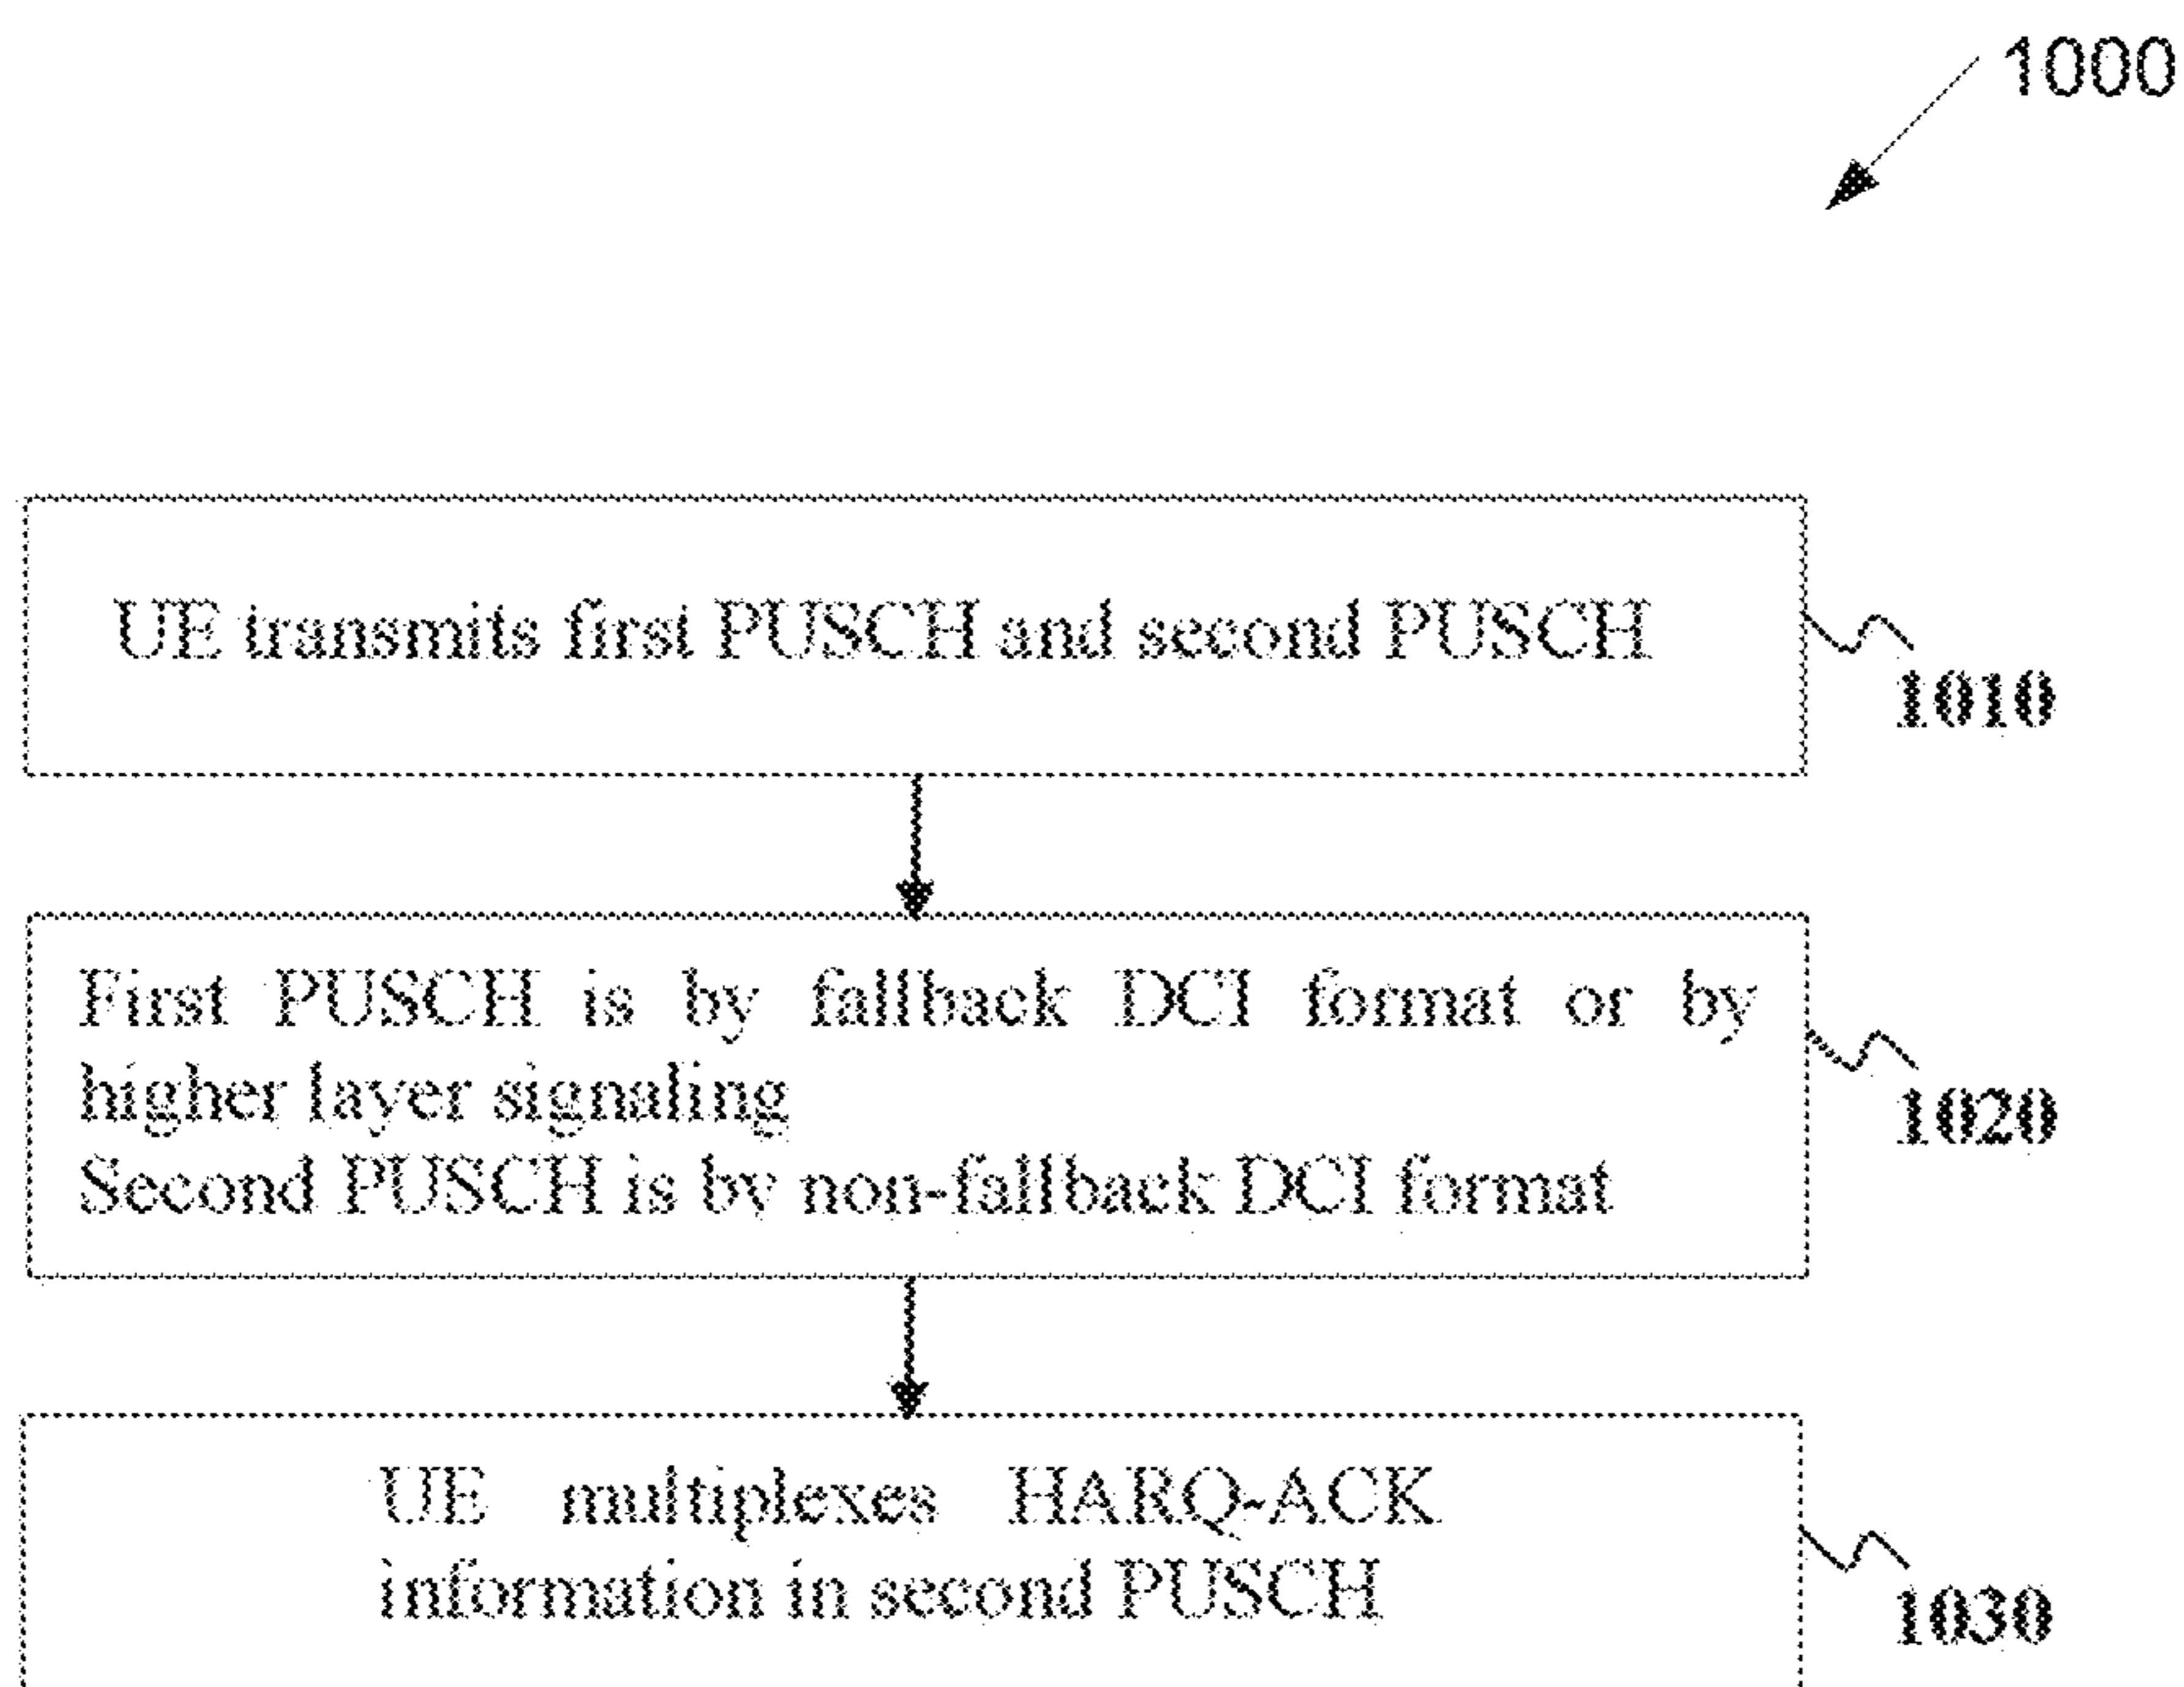 1000
UE transmits first PUSCH and second PUSCH
1010
First PUSCH is by fallback DCI format or by
higher layer signaling
Second PUSCH is by non-fallback DCI format
1020
UE multiplexes HARQ-ACK
information in second PUSCH
1030